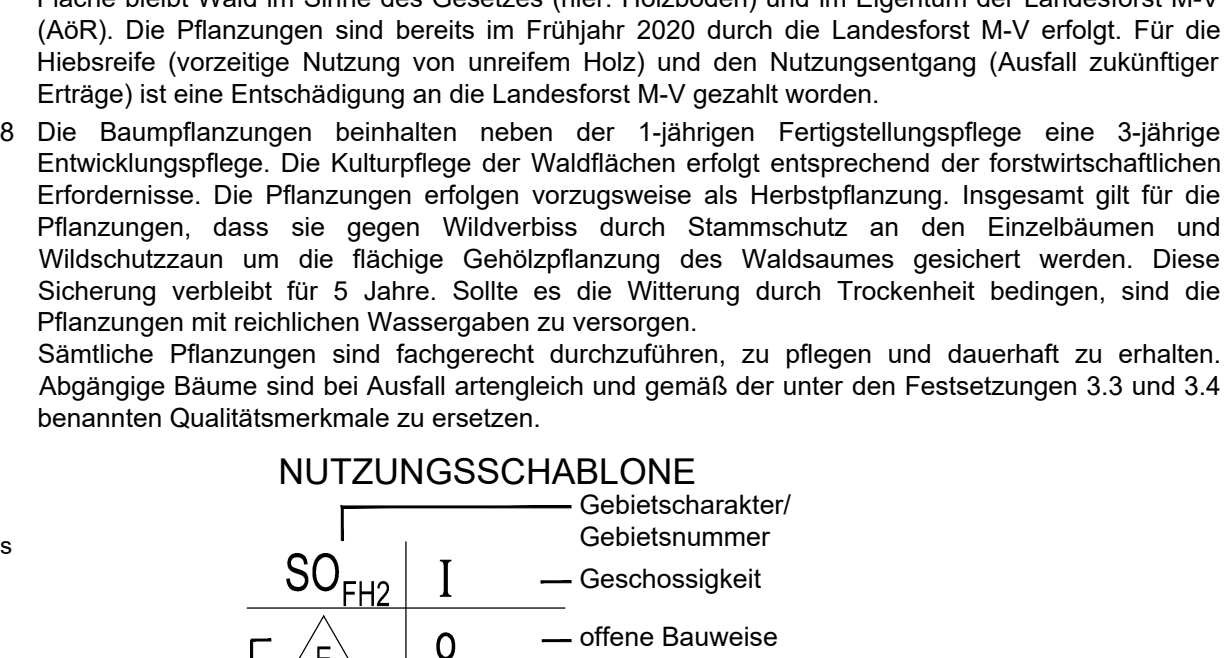 Fläche bleibt Wald im Sinne des Gesetzes (hier: Holzboden) und im Eigentum der Landesforst M-V
(AöR). Die Pflanzungen sind bereits im Frühjahr 2020 durch die Landesforst M-V erfolgt. Für die
Hiebsreife (vorzeitige Nutzung von unreifem Holz) und den Nutzungsentgang (Ausfall zukünftiger
Erträge) ist eine Entschädigung an die Landesforst M-V gezahlt worden.
8 Die Baumpflanzungen beinhalten neben der 1-jährigen Fertigstellungspflege eine 3-jährige
Entwicklungspflege. Die Kulturpflege der Waldflächen erfolgt entsprechend der forstwirtschaftlichen
Erfordernisse. Die Pflanzungen erfolgen vorzugsweise als Herbstpflanzung. Insgesamt gilt für die
Pflanzungen, dass sie gegen Wildverbiss durch Stammschutz an den Einzelbäumen und
Wildschutzzaun um die flächige Gehölzpflanzung des Waldsaumes gesichert werden. Diese
Sicherung verbleibt für 5 Jahre. Sollte es die Witterung durch Trockenheit bedingen, sind die
Pflanzungen mit reichlichen Wassergaben zu versorgen.
Sämtliche Pflanzungen sind fachgerecht durchzuführen, zu pflegen und dauerhaft zu erhalten.
Abgängige Bäume sind bei Ausfall artengleich und gemäß der unter den Festsetzungen 3.3 und 3.4
benannten Qualitätsmerkmale zu ersetzen.
NUTZUNGSSCHABLONE
Gebietscharakter/
Gebietsnummer
s
SO FH2 I Geschossigkeit
E o offene Bauweise